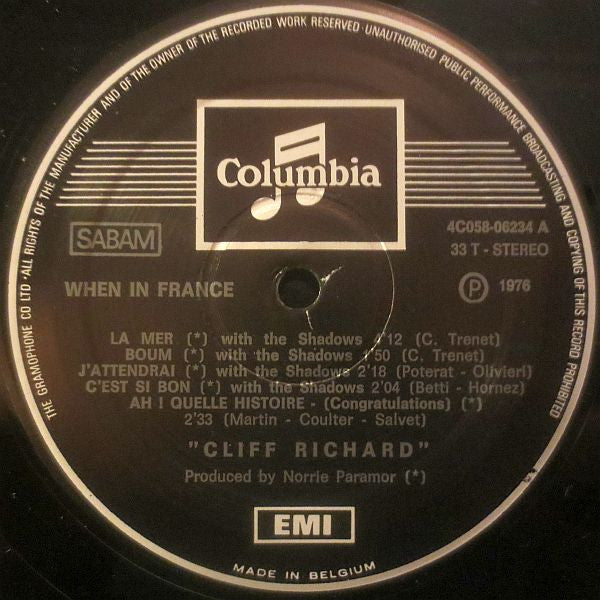 THE GRAMOPHONE CO LTD · ALL RIGHTS OF THE MANUFACTURER AND OF THE OWNER OF THE RECORDED WORK RESERVED · UNAUTHORISED PUBLIC PERFORMANCE BROADCASTING AND COPYING OF THIS RECORD PROHIBITED
Columbia
SABAM
4C058-06234 A
33 T - STEREO
WHEN IN FRANCE
P 1976
LA MER (*) with the Shadows 4'12 (C. Trenet)
BOUM (*) with the Shadows 1'50 (C. Trenet)
J'ATTENDRAI (*) with the Shadows 2'18 (Poterat - Olivieri)
C'EST SI BON (*) with the Shadows 2'04 (Betti - Hornez)
AH ! QUELLE HISTOIRE - (Congratulations) (*)
2'33 (Martin - Coulter - Salvet)
"CLIFF RICHARD"
Produced by Norrie Paramor (*)
EMI
MADE IN BELGIUM